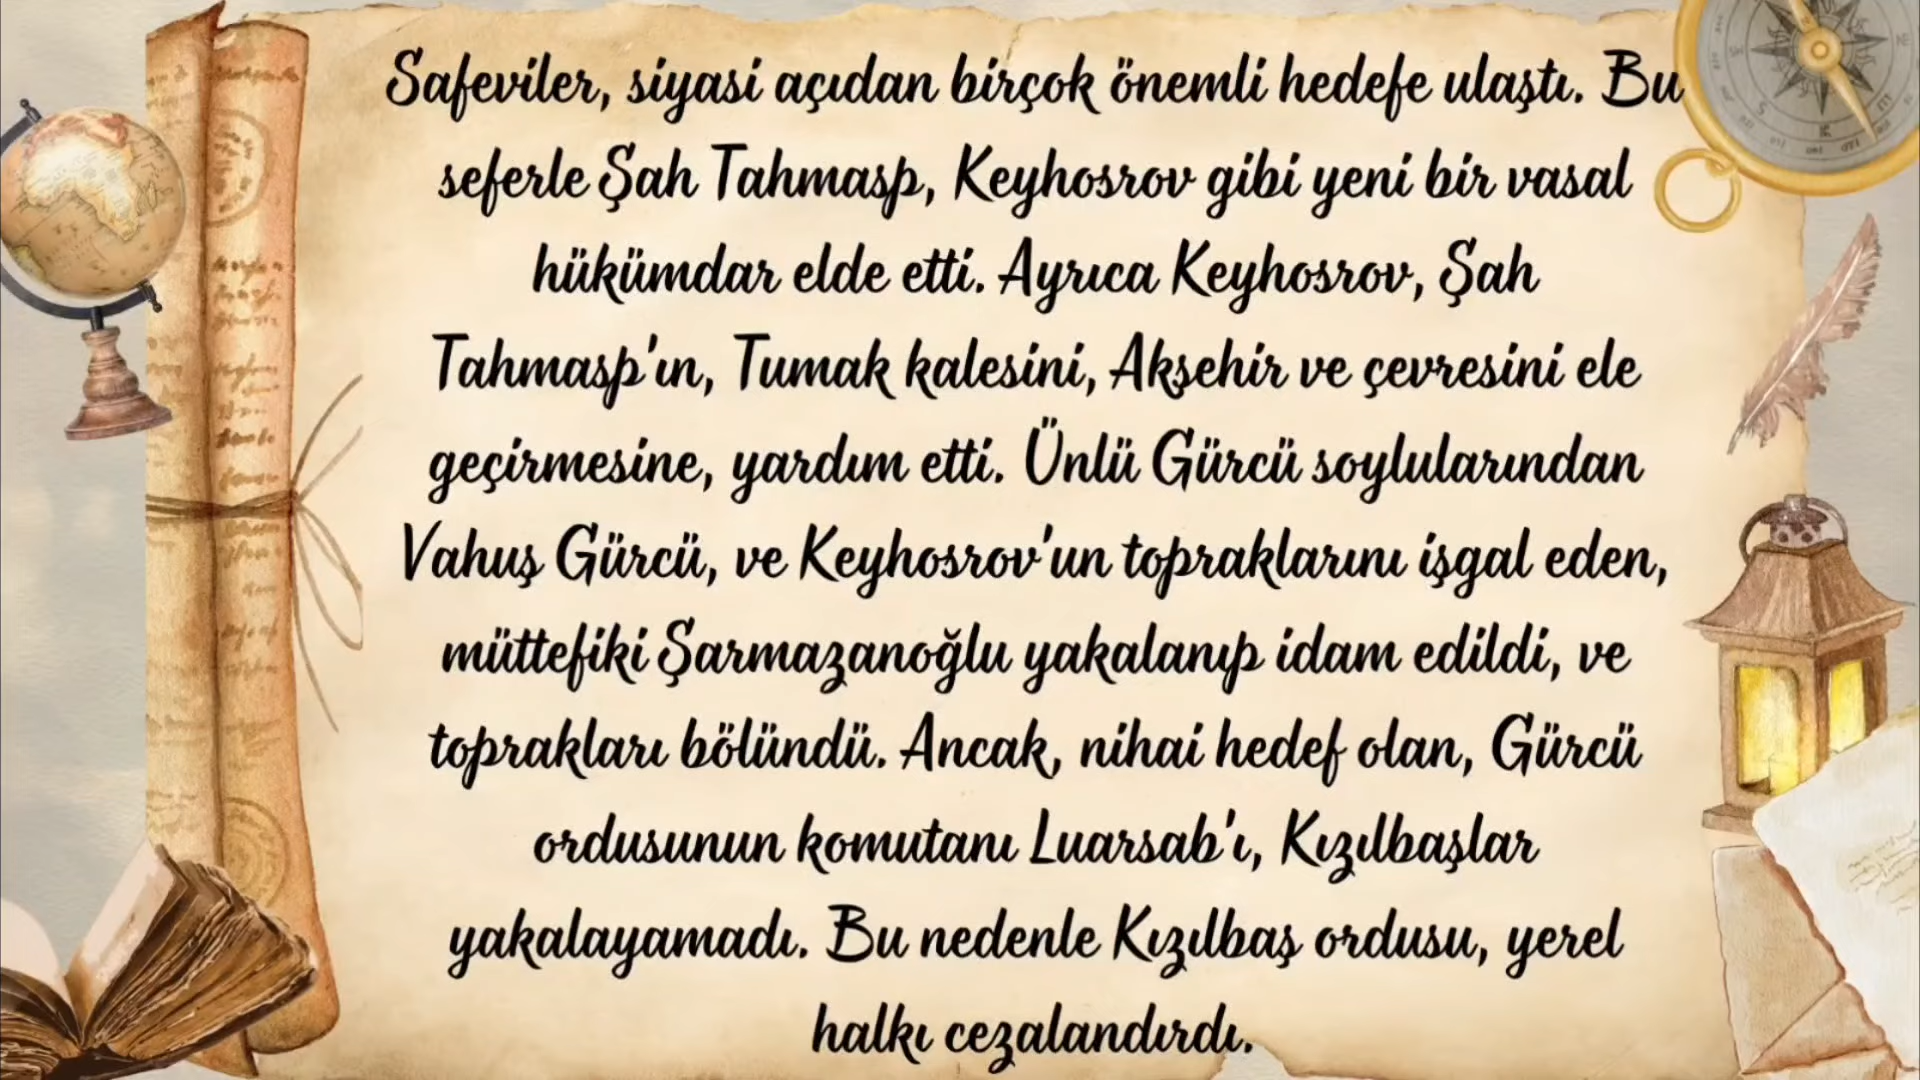 Safeviler, siyasi açıdan birçok önemli hedefe ulaştı. Bu
seferle Şah Tahmasp, Keyhosrov gibi yeni bir vasal
hükümdar elde etti. Ayrıca Keyhosrov, Şah
Tahmasp'ın, Tumak kalesini, Akşehir ve çevresini ele
geçirmesine, yardım etti. Ünlü Gürcü soylularından
Vahuş Gürcü, ve Keyhosrov'un topraklarını işgal eden,
müttefiki Şarmazanoğlu yakalanıp idam edildi, ve
toprakları bölündü. Ancak, nihai hedef olan, Gürcü
ordusunun komutanı Luarsab'ı, Kızılbaşlar
yakalayamadı. Bu nedenle Kızılbaş ordusu, yerel
halkı cezalandırdı.